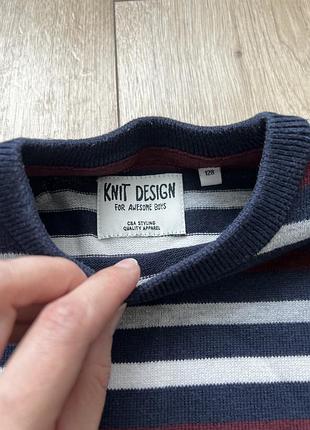 KNIT DESIGN
FOR AWESOME BOYS
C&A STYLING
QUALITY APPAREL
128